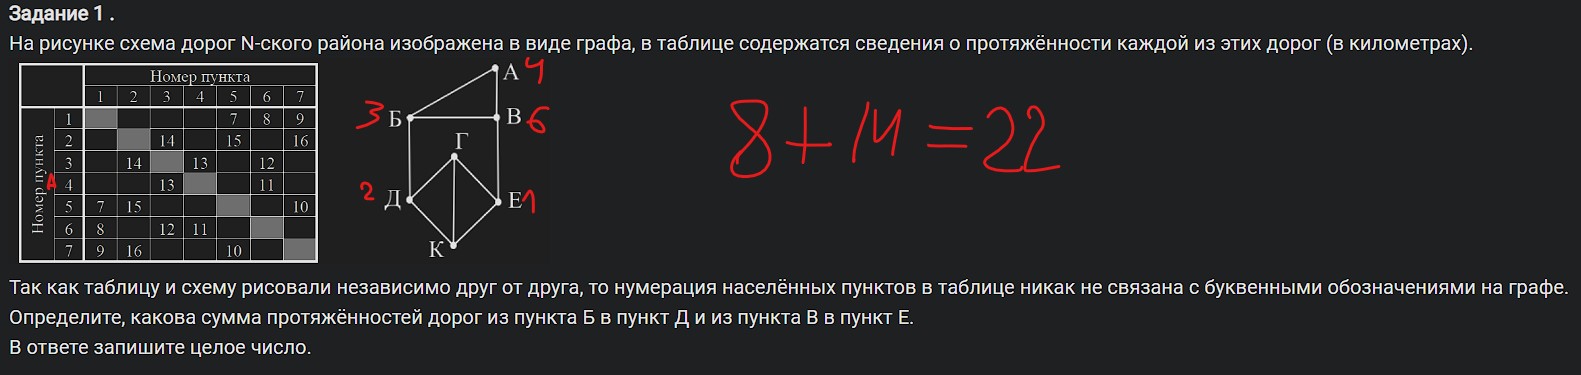 Задание 1 .
На рисунке схема дорог N-ского района изображена в виде графа, в таблице содержатся сведения о протяжённости каждой из этих дорог (в километрах).
Номер пункта
1 2 3 4 5 6 7
Номер пункта
1 7 8 9
2 14 15 16
3 14 13 12
А 4 13 11
5 7 15 10
6 8 12 11
7 9 16 10
А 4
3 Б В 6
Г
2 Д Е 1
К
8+14=22
Так как таблицу и схему рисовали независимо друг от друга, то нумерация населённых пунктов в таблице никак не связана с буквенными обозначениями на графе.
Определите, какова сумма протяжённостей дорог из пункта Б в пункт Д и из пункта В в пункт Е.
В ответе запишите целое число.